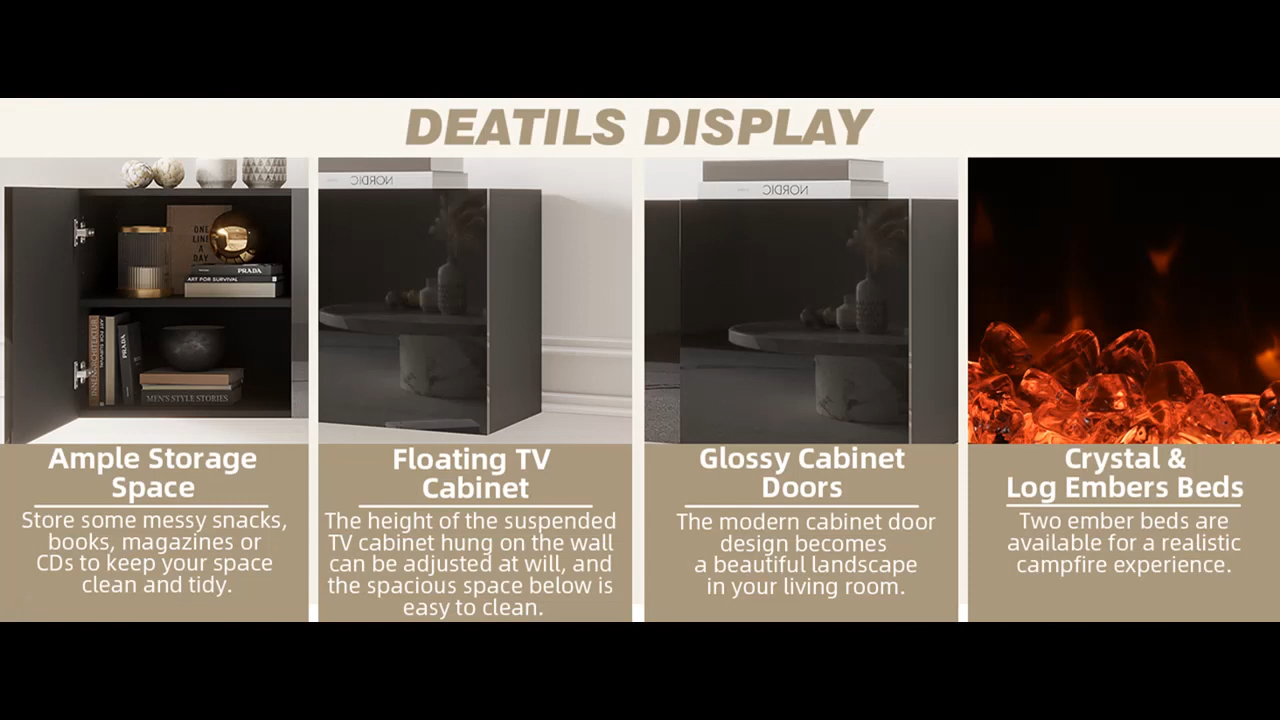 DEATILS DISPLAY
ONE
LINE
A
DAY
PRADA
ART FOR SURVIVAL
PRADA
MEN'S STYLE STORIES
NORDIC
NORDIC
Ample Storage
Space
Store some messy snacks,
books, magazines or
CDs to keep your space
clean and tidy.
Floating TV
Cabinet
The height of the suspended
TV cabinet hung on the wall
can be adjusted at will, and
the spacious space below is
easy to clean.
Glossy Cabinet
Doors
The modern cabinet door
design becomes
a beautiful landscape
in your living room.
Crystal &
Log Embers Beds
Two ember beds are
available for a realistic
campfire experience.